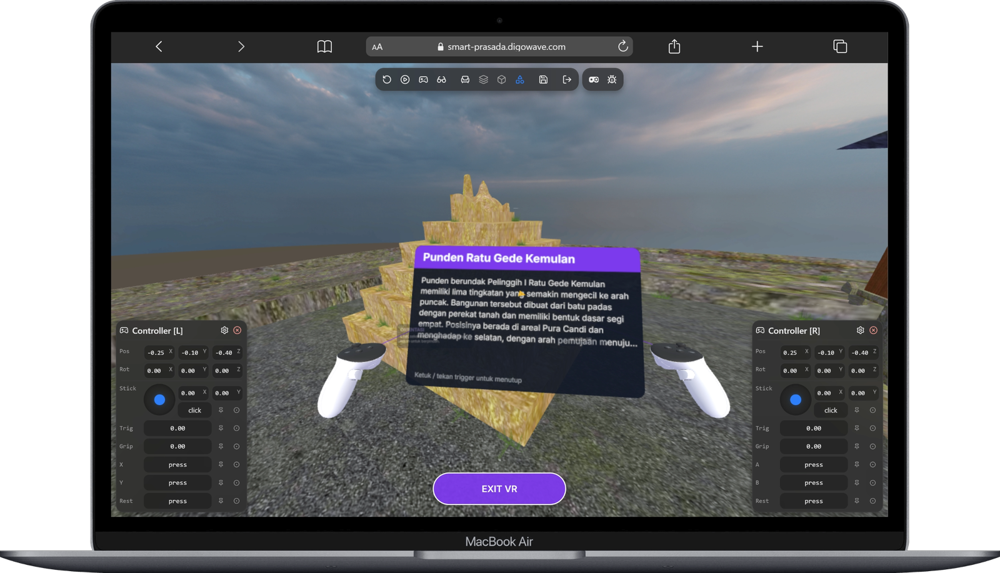 AA smart-prasada.digowave.com
Punden Ratu Gede Kemulan
Punden berundak Pelinggih I Ratu Gede Kemulan
memiliki lima tingkatan yang semakin mengecil ke arah
puncak. Bangunan tersebut dibuat dari batu padas
dengan perekat tanah dan memiliki bentuk dasar segi
empat. Posisinya berada di areal Pura Candi dan
menghadap ke selatan, dengan arah pemujaan menuju...
Ketuk / tekan trigger untuk menutup
Controller [L]
Pos -0.25 X -0.10 Y -0.40 Z
Rot 0.00 X 0.00 Y 0.00 Z
Stick 0.00 X 0.00 Y
click
Trig 0.00
Grip 0.00
X press
Y press
Rest press
Controller [R]
Pos 0.25 X -0.10 Y -0.40 Z
Rot 0.00 X 0.00 Y 0.00 Z
Stick 0.00 X 0.00 Y
click
Trig 0.00
Grip 0.00
A press
B press
Rest press
EXIT VR
MacBook Air